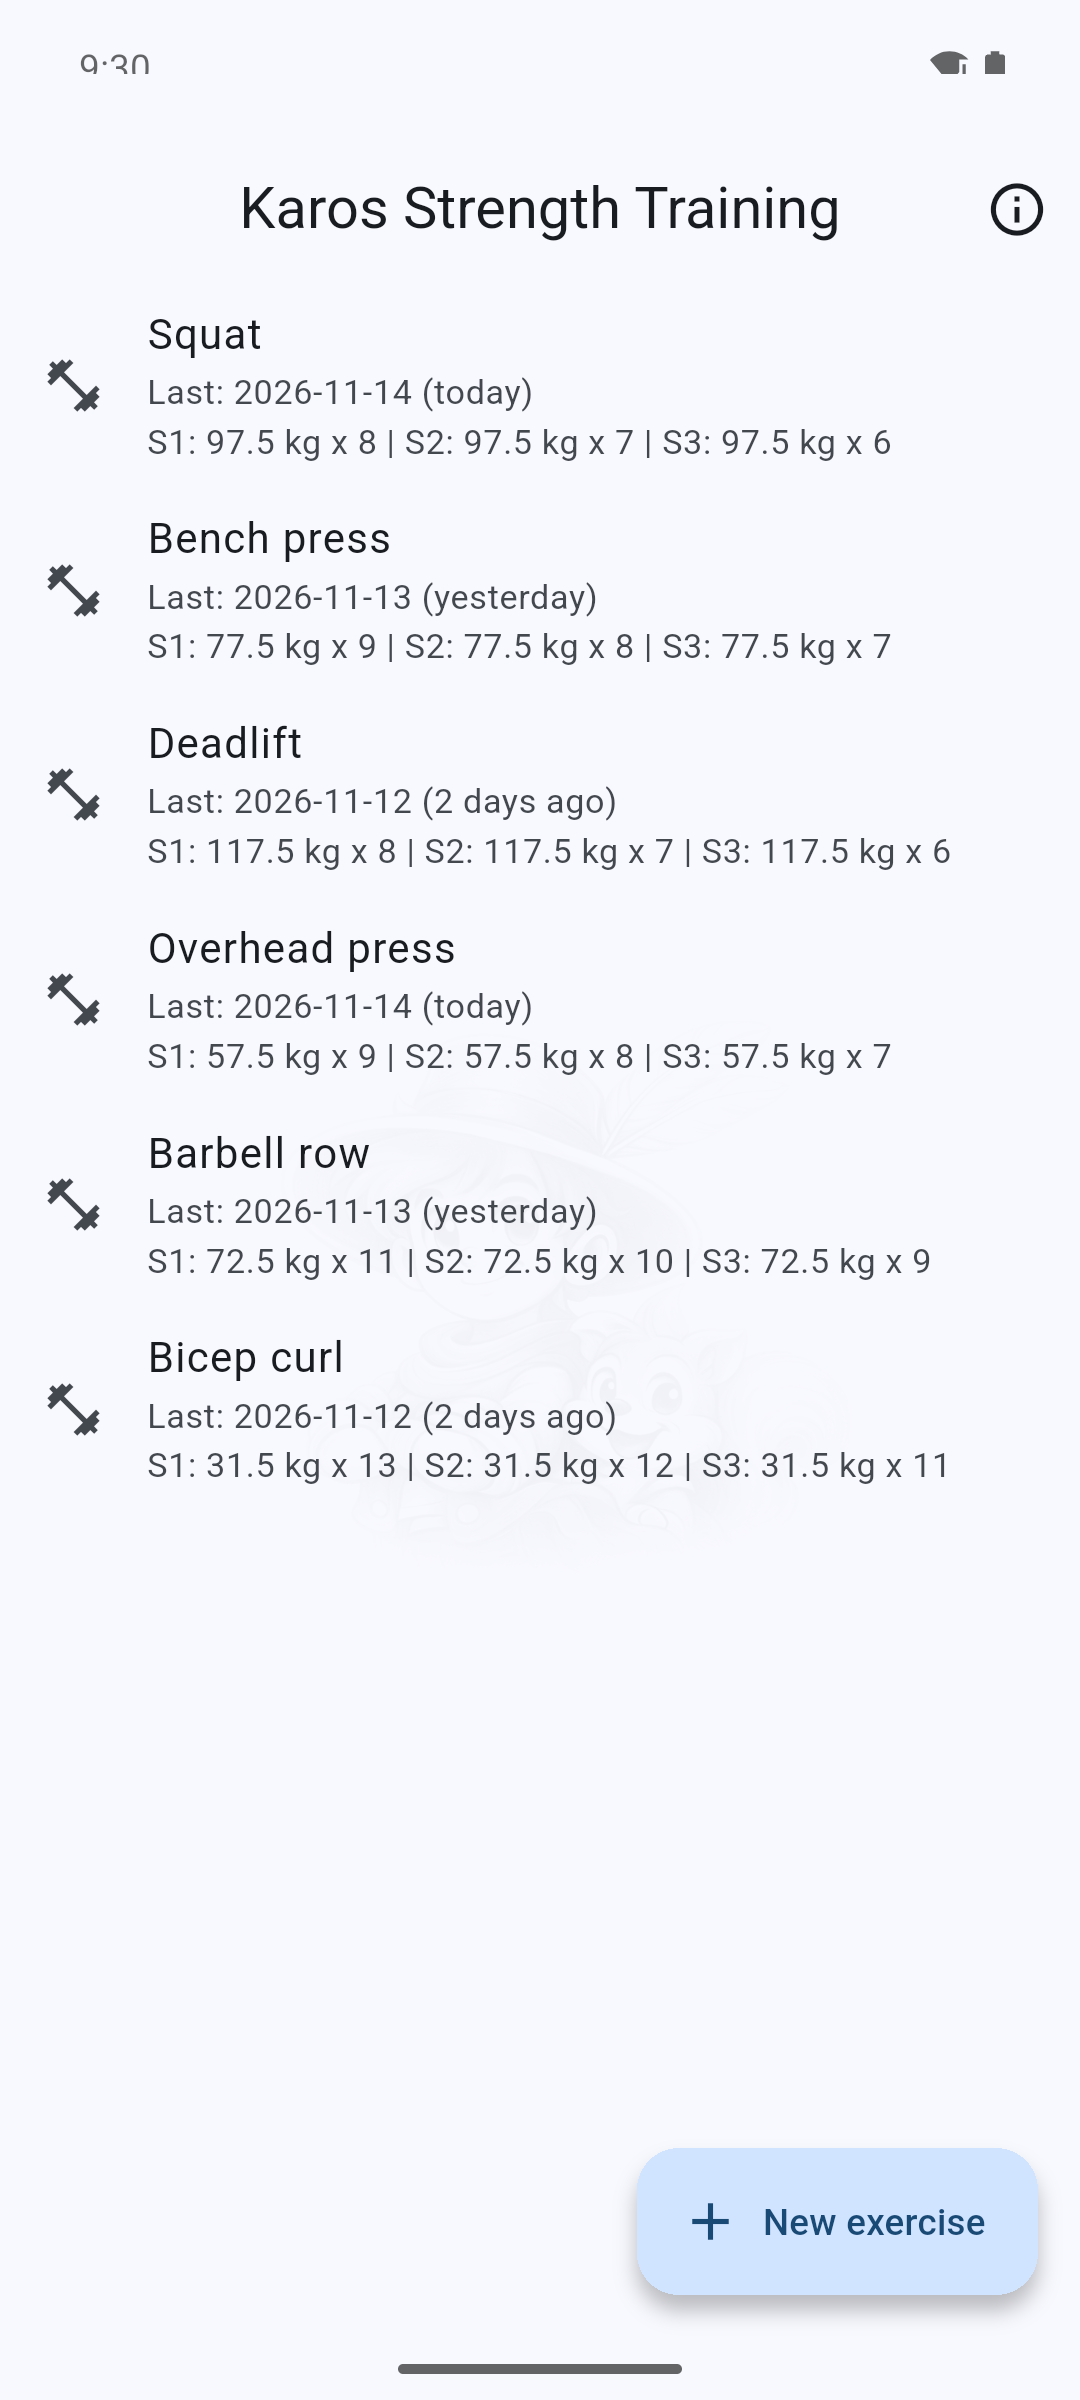 9:30
Karos Strength Training
Squat
Last: 2026-11-14 (today)
S1: 97.5 kg x 8 | S2: 97.5 kg x 7 | S3: 97.5 kg x 6
Bench press
Last: 2026-11-13 (yesterday)
S1: 77.5 kg x 9 | S2: 77.5 kg x 8 | S3: 77.5 kg x 7
Deadlift
Last: 2026-11-12 (2 days ago)
S1: 117.5 kg x 8 | S2: 117.5 kg x 7 | S3: 117.5 kg x 6
Overhead press
Last: 2026-11-14 (today)
S1: 57.5 kg x 9 | S2: 57.5 kg x 8 | S3: 57.5 kg x 7
Barbell row
Last: 2026-11-13 (yesterday)
S1: 72.5 kg x 11 | S2: 72.5 kg x 10 | S3: 72.5 kg x 9
Bicep curl
Last: 2026-11-12 (2 days ago)
S1: 31.5 kg x 13 | S2: 31.5 kg x 12 | S3: 31.5 kg x 11
New exercise